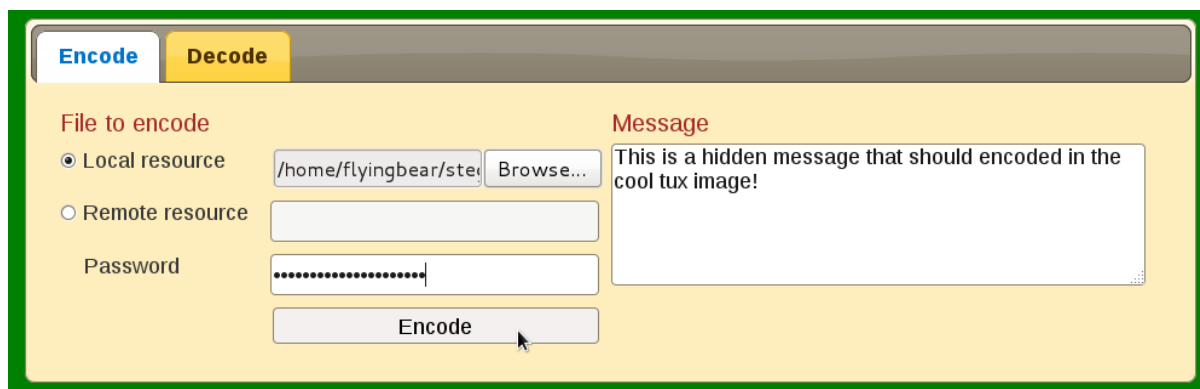 Encode Decode
File to encode
Local resource /home/flyingbear/ste Browse...
Remote resource
Password
Encode
Message
This is a hidden message that should encoded in the
cool tux image!